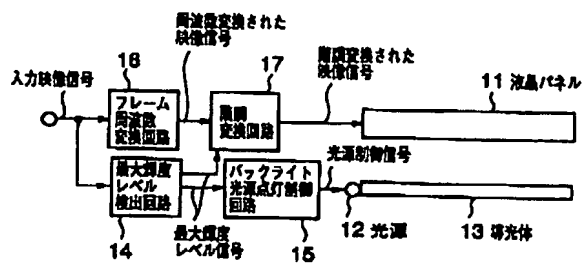 周波数変換された
映像信号
階調変換された
映像信号
入力映像信号
16
17
11 液晶パネル
フレーム
周波数
変換回路
階調
変換回路
光源制御信号
最大輝度
レベル
検出回路
バックライト
光源点灯制御
回路
14
最大輝度
レベル信号
15
12 光源
13 導光体